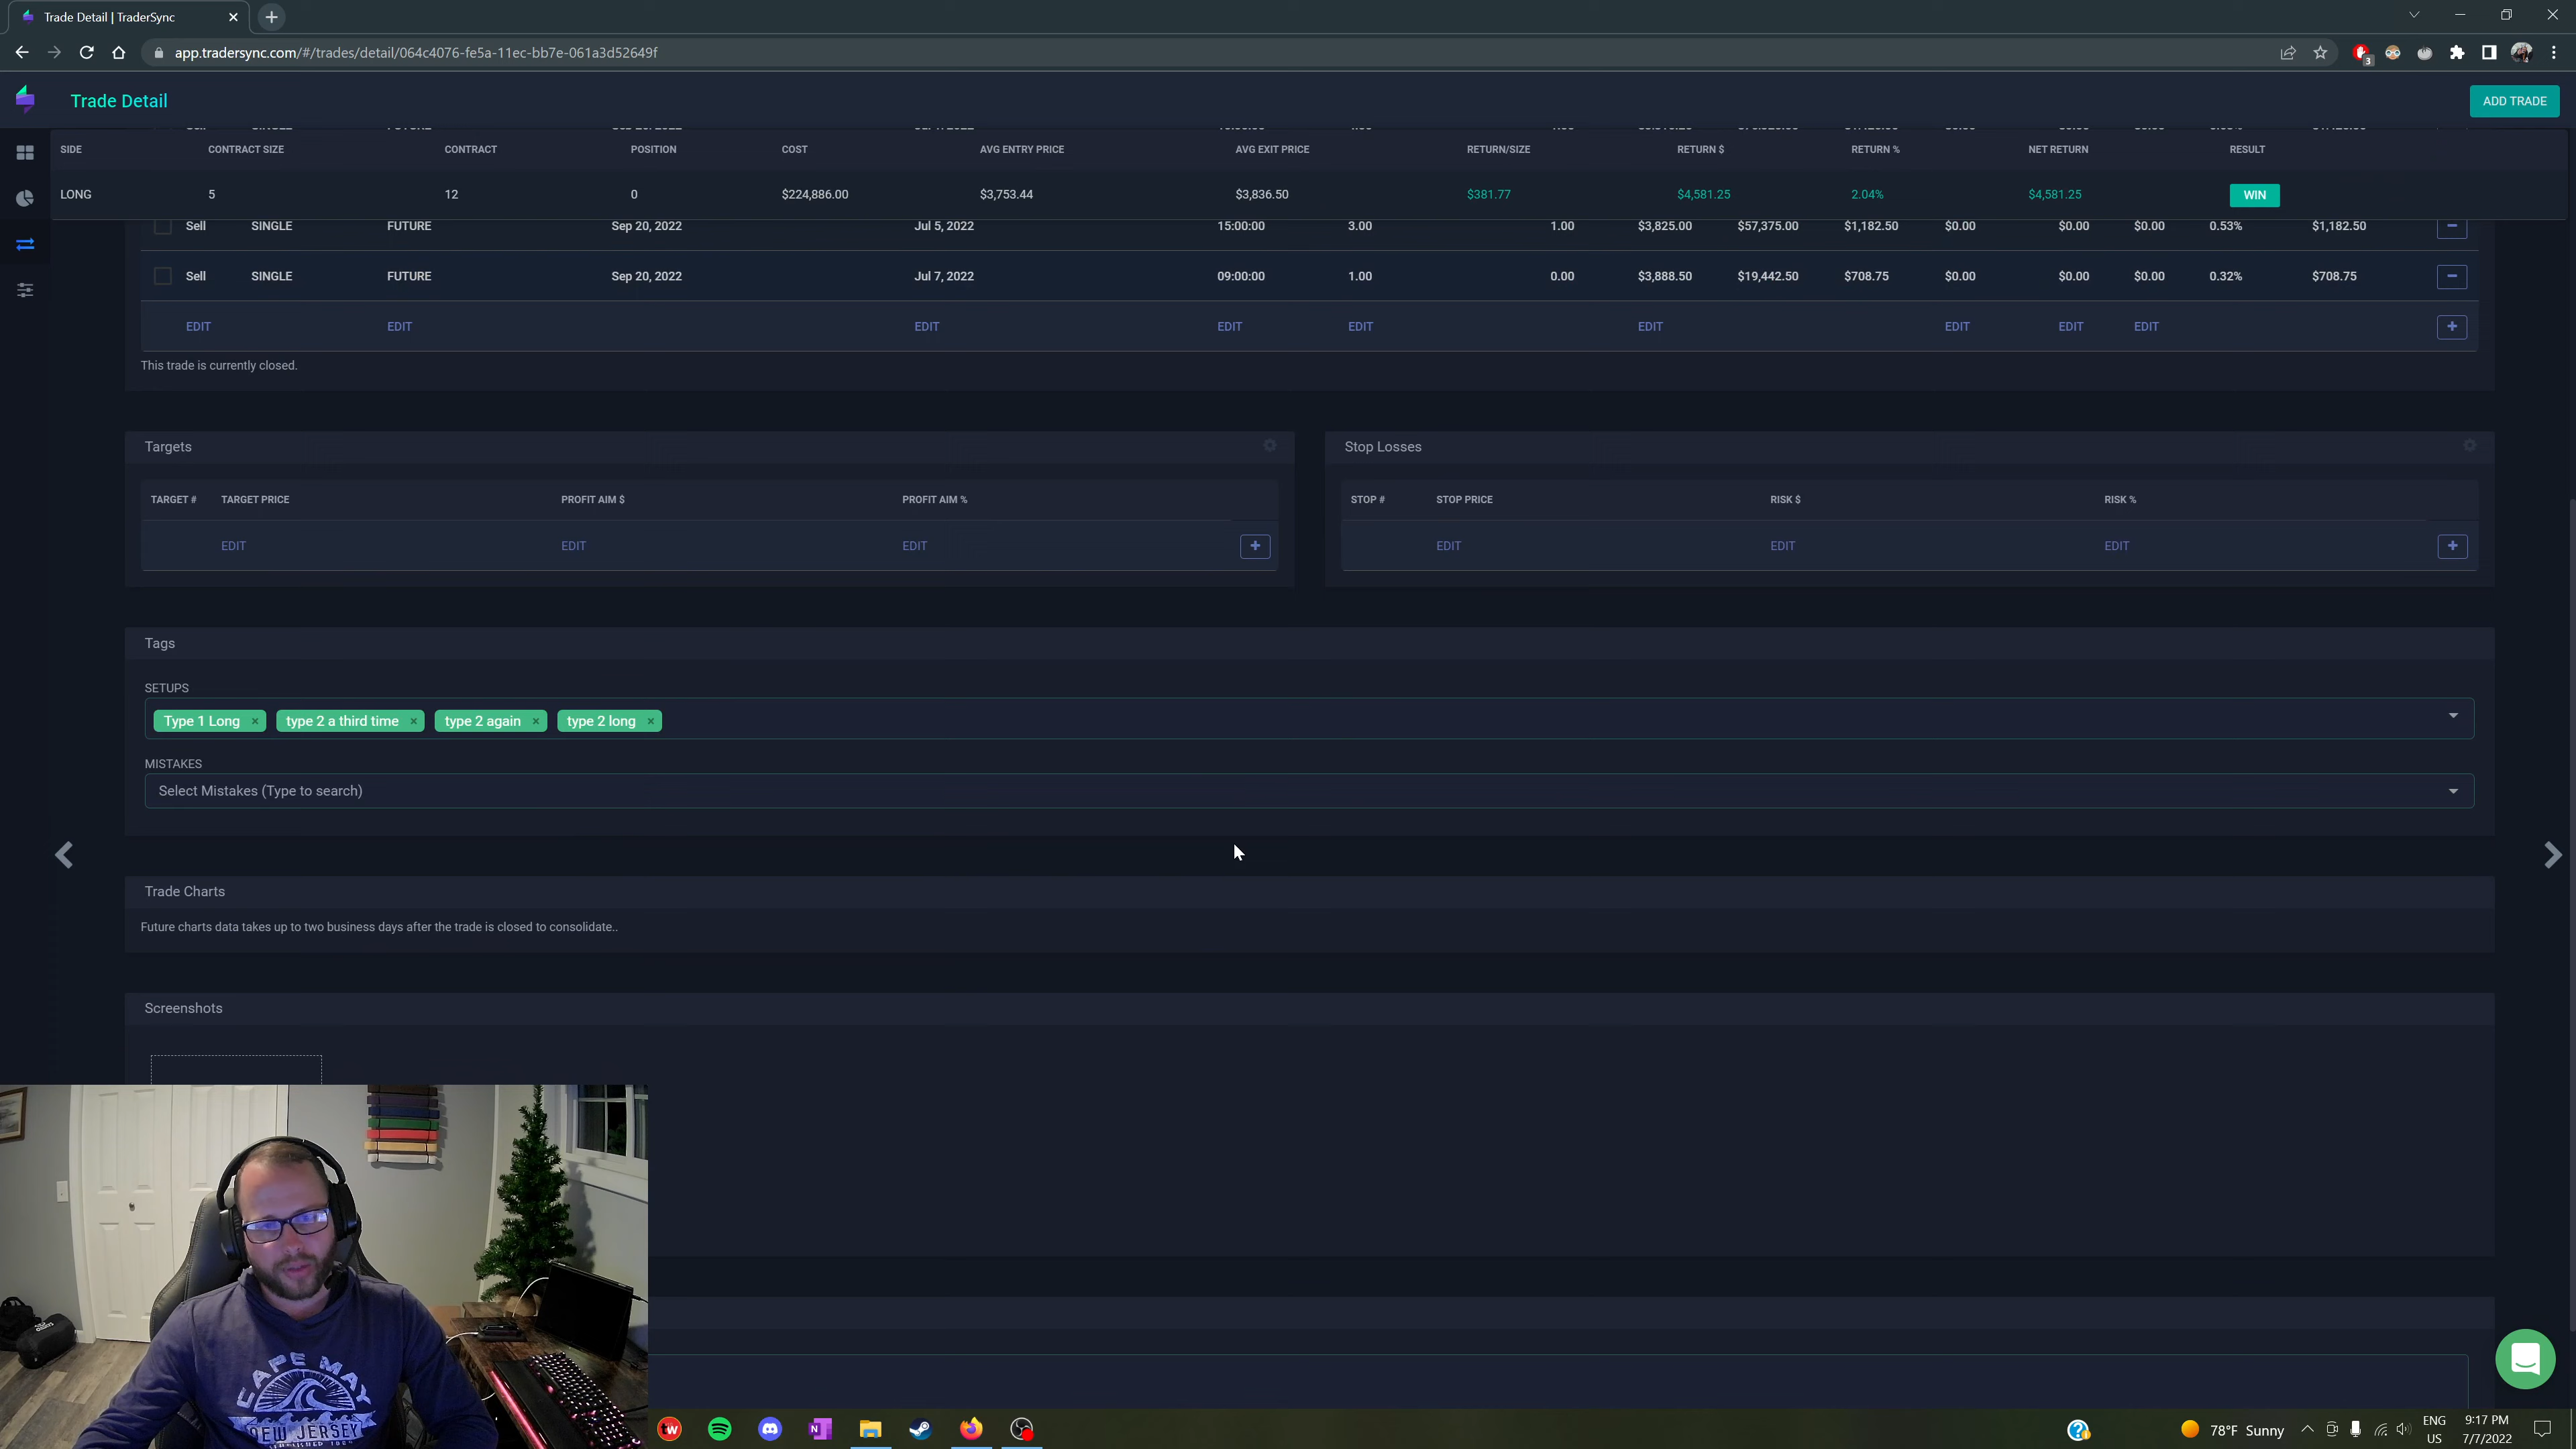 Trade Detail | TraderSync
app.tradersync.com/#/trades/detail/064c4076-fe5a-11ec-bb7e-061a3d52649f
3
Trade Detail
ADD TRADE
SIDE CONTRACT SIZE CONTRACT POSITION COST AVG ENTRY PRICE AVG EXIT PRICE RETURN/SIZE RETURN $ RETURN % NET RETURN RESULT
LONG 5 12 0 $224,886.00 $3,753.44 $3,836.50 $381.77 $4,581.25 2.04% $4,581.25 WIN
Sell SINGLE FUTURE Sep 20, 2022 Jul 5, 2022 15:00:00 3.00 1.00 $3,825.00 $57,375.00 $1,182.50 $0.00 $0.00 $0.00 0.53% $1,182.50
Sell SINGLE FUTURE Sep 20, 2022 Jul 7, 2022 09:00:00 1.00 0.00 $3,888.50 $19,442.50 $708.75 $0.00 $0.00 $0.00 0.32% $708.75
EDIT EDIT EDIT EDIT EDIT EDIT EDIT EDIT EDIT
This trade is currently closed.
Targets
TARGET # TARGET PRICE PROFIT AIM $ PROFIT AIM %
EDIT EDIT EDIT
Stop Losses
STOP # STOP PRICE RISK $ RISK %
EDIT EDIT EDIT
Tags
SETUPS
Type 1 Long × type 2 a third time × type 2 again × type 2 long ×
MISTAKES
Select Mistakes (Type to search)
Trade Charts
Future charts data takes up to two business days after the trade is closed to consolidate..
Screenshots
CAPE MAY
NEW JERSEY
78°F Sunny
ENG
US
9:17 PM
7/7/2022